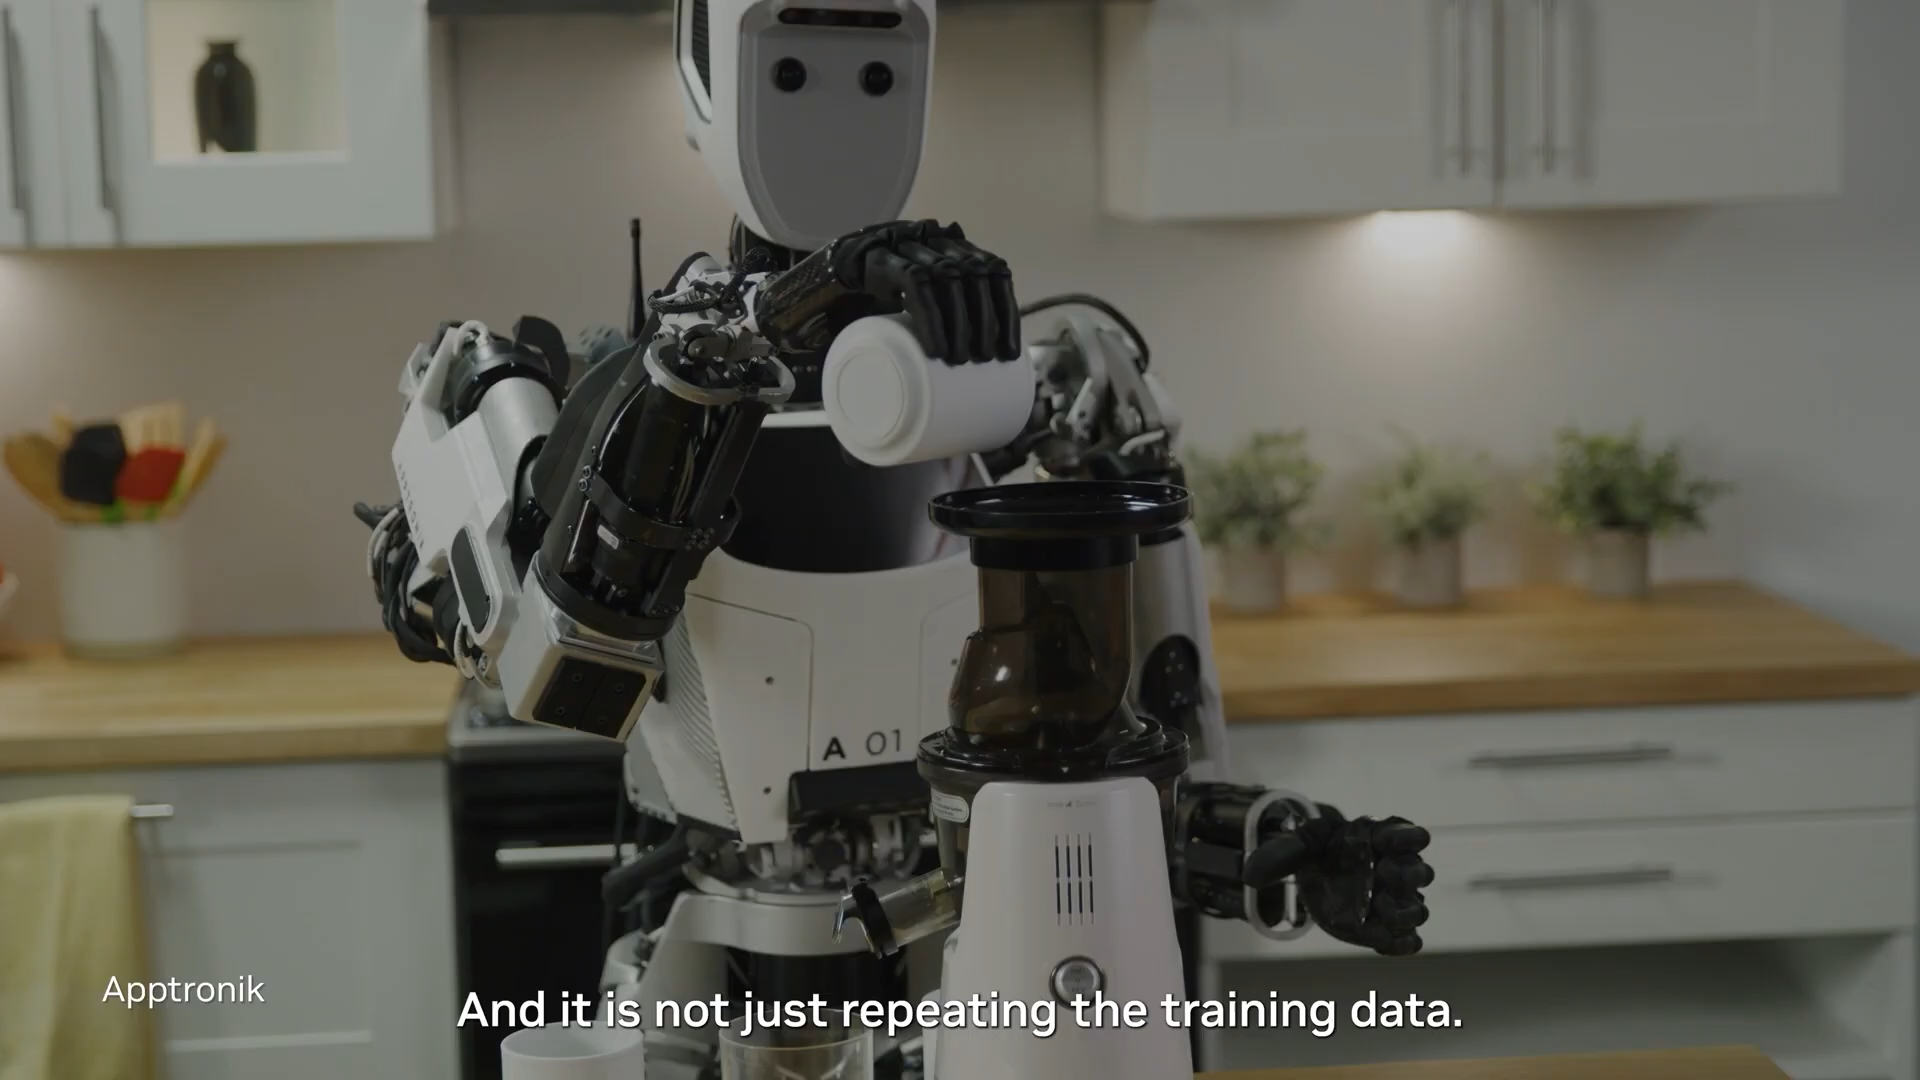 A 01
Apptronik
And it is not just repeating the training data.